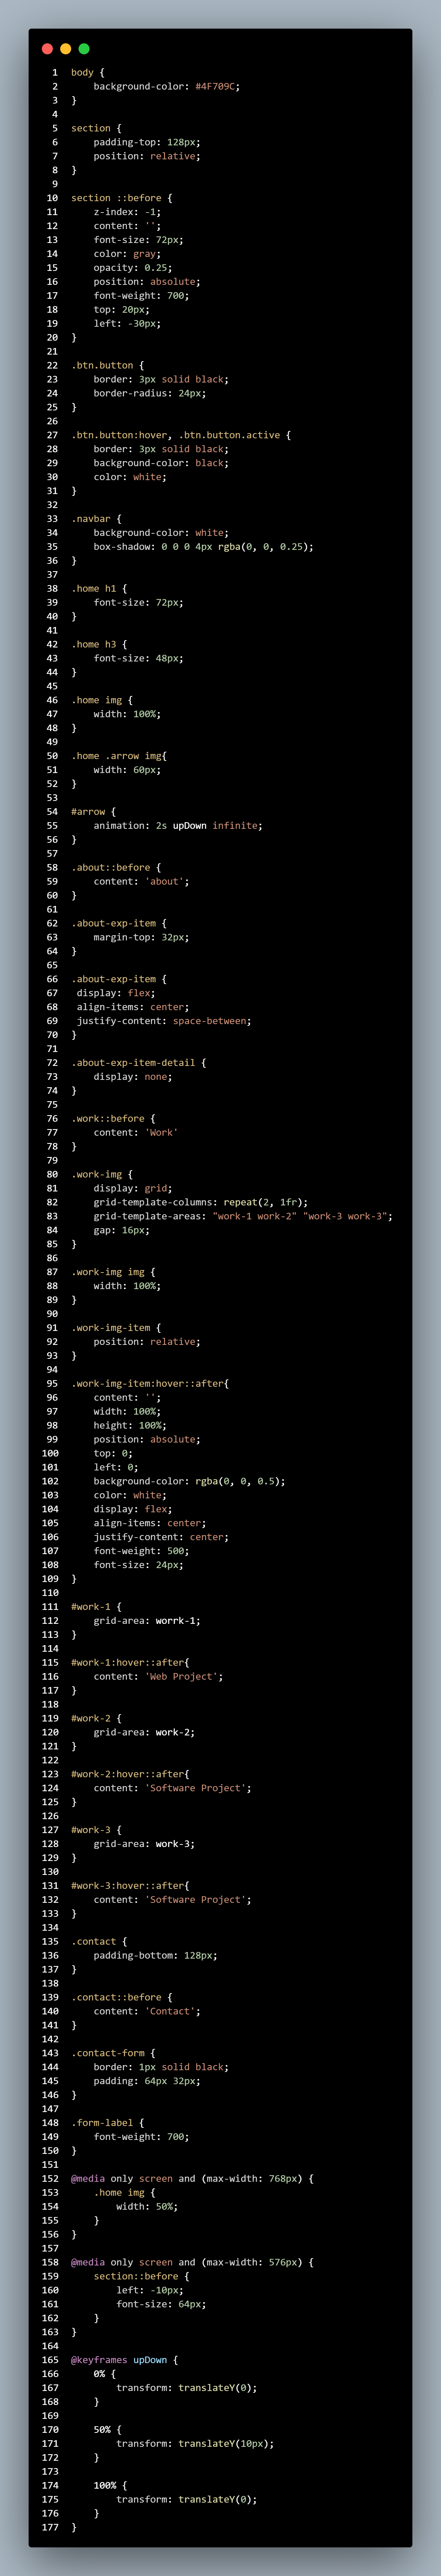 1 body {
2     background-color: #4F709C;
3 }
4
5 section {
6     padding-top: 128px;
7     position: relative;
8 }
9
10 section ::before {
11     z-index: -1;
12     content: '';
13     font-size: 72px;
14     color: gray;
15     opacity: 0.25;
16     position: absolute;
17     font-weight: 700;
18     top: 20px;
19     left: -30px;
20 }
21
22 .btn.button {
23     border: 3px solid black;
24     border-radius: 24px;
25 }
26
27 .btn.button:hover, .btn.button.active {
28     border: 3px solid black;
29     background-color: black;
30     color: white;
31 }
32
33 .navbar {
34     background-color: white;
35     box-shadow: 0 0 0 4px rgba(0, 0, 0.25);
36 }
37
38 .home h1 {
39     font-size: 72px;
40 }
41
42 .home h3 {
43     font-size: 48px;
44 }
45
46 .home img {
47     width: 100%;
48 }
49
50 .home .arrow img{
51     width: 60px;
52 }
53
54 #arrow {
55     animation: 2s upDown infinite;
56 }
57
58 .about::before {
59     content: 'about';
60 }
61
62 .about-exp-item {
63     margin-top: 32px;
64 }
65
66 .about-exp-item {
67  display: flex;
68  align-items: center;
69  justify-content: space-between;
70 }
71
72 .about-exp-item-detail {
73     display: none;
74 }
75
76 .work::before {
77     content: 'Work'
78 }
79
80 .work-img {
81     display: grid;
82     grid-template-columns: repeat(2, 1fr);
83     grid-template-areas: "work-1 work-2" "work-3 work-3";
84     gap: 16px;
85 }
86
87 .work-img img {
88     width: 100%;
89 }
90
91 .work-img-item {
92     position: relative;
93 }
94
95 .work-img-item:hover::after{
96     content: '';
97     width: 100%;
98     height: 100%;
99     position: absolute;
100     top: 0;
101     left: 0;
102     background-color: rgba(0, 0, 0.5);
103     color: white;
104     display: flex;
105     align-items: center;
106     justify-content: center;
107     font-weight: 500;
108     font-size: 24px;
109 }
110
111 #work-1 {
112     grid-area: worrk-1;
113 }
114
115 #work-1:hover::after{
116     content: 'Web Project';
117 }
118
119 #work-2 {
120     grid-area: work-2;
121 }
122
123 #work-2:hover::after{
124     content: 'Software Project';
125 }
126
127 #work-3 {
128     grid-area: work-3;
129 }
130
131 #work-3:hover::after{
132     content: 'Software Project';
133 }
134
135 .contact {
136     padding-bottom: 128px;
137 }
138
139 .contact::before {
140     content: 'Contact';
141 }
142
143 .contact-form {
144     border: 1px solid black;
145     padding: 64px 32px;
146 }
147
148 .form-label {
149     font-weight: 700;
150 }
151
152 @media only screen and (max-width: 768px) {
153     .home img {
154         width: 50%;
155     }
156 }
157
158 @media only screen and (max-width: 576px) {
159     section::before {
160         left: -10px;
161         font-size: 64px;
162     }
163 }
164
165 @keyframes upDown {
166     0% {
167         transform: translateY(0);
168     }
169
170     50% {
171         transform: translateY(10px);
172     }
173
174     100% {
175         transform: translateY(0);
176     }
177 }